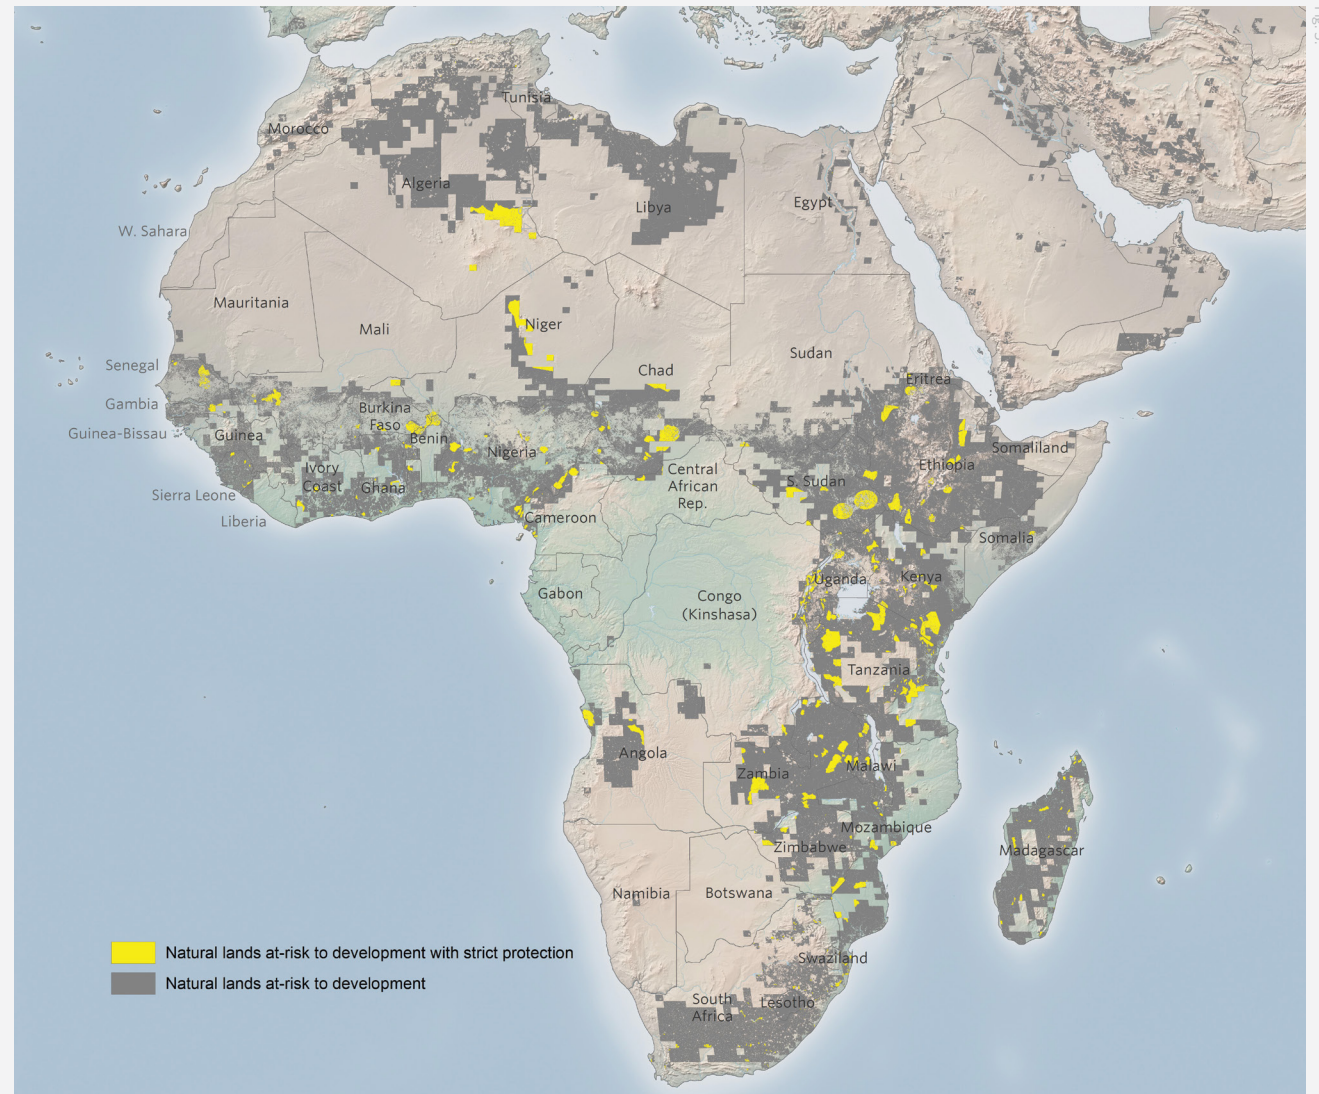 Tunisia
Morocco
Algeria
Libya
Egypt
W. Sahara
Mauritania
Mali
Niger
Chad
Sudan
Eritrea
Senegal
Gambia
Guinea-Bissau
Guinea
Burkina
Faso
Benin
Nigeria
Somaliland
Ethiopia
Ivory
Coast
Ghana
Central
African
Rep.
S. Sudan
Sierra Leone
Liberia
Cameroon
Somalia
Gabon
Congo
(Kinshasa)
Uganda
Kenya
Tanzania
Angola
Zambia
Malawi
Mozambique
Zimbabwe
Madagascar
Namibia
Botswana
Swaziland
South
Africa
Lesotho
Natural lands at-risk to development with strict protection
Natural lands at-risk to development